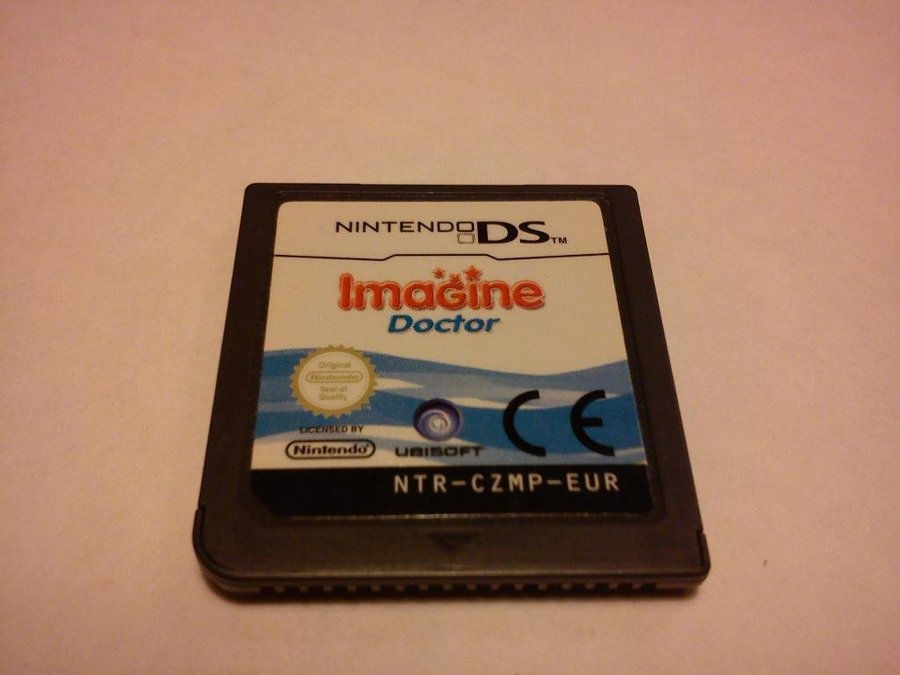 NINTENDO DS™
Imagine
Doctor
Original
Nintendo
Seal of
Quality
LICENSED BY
Nintendo®
UBISOFT
CE
NTR-CZMP-EUR